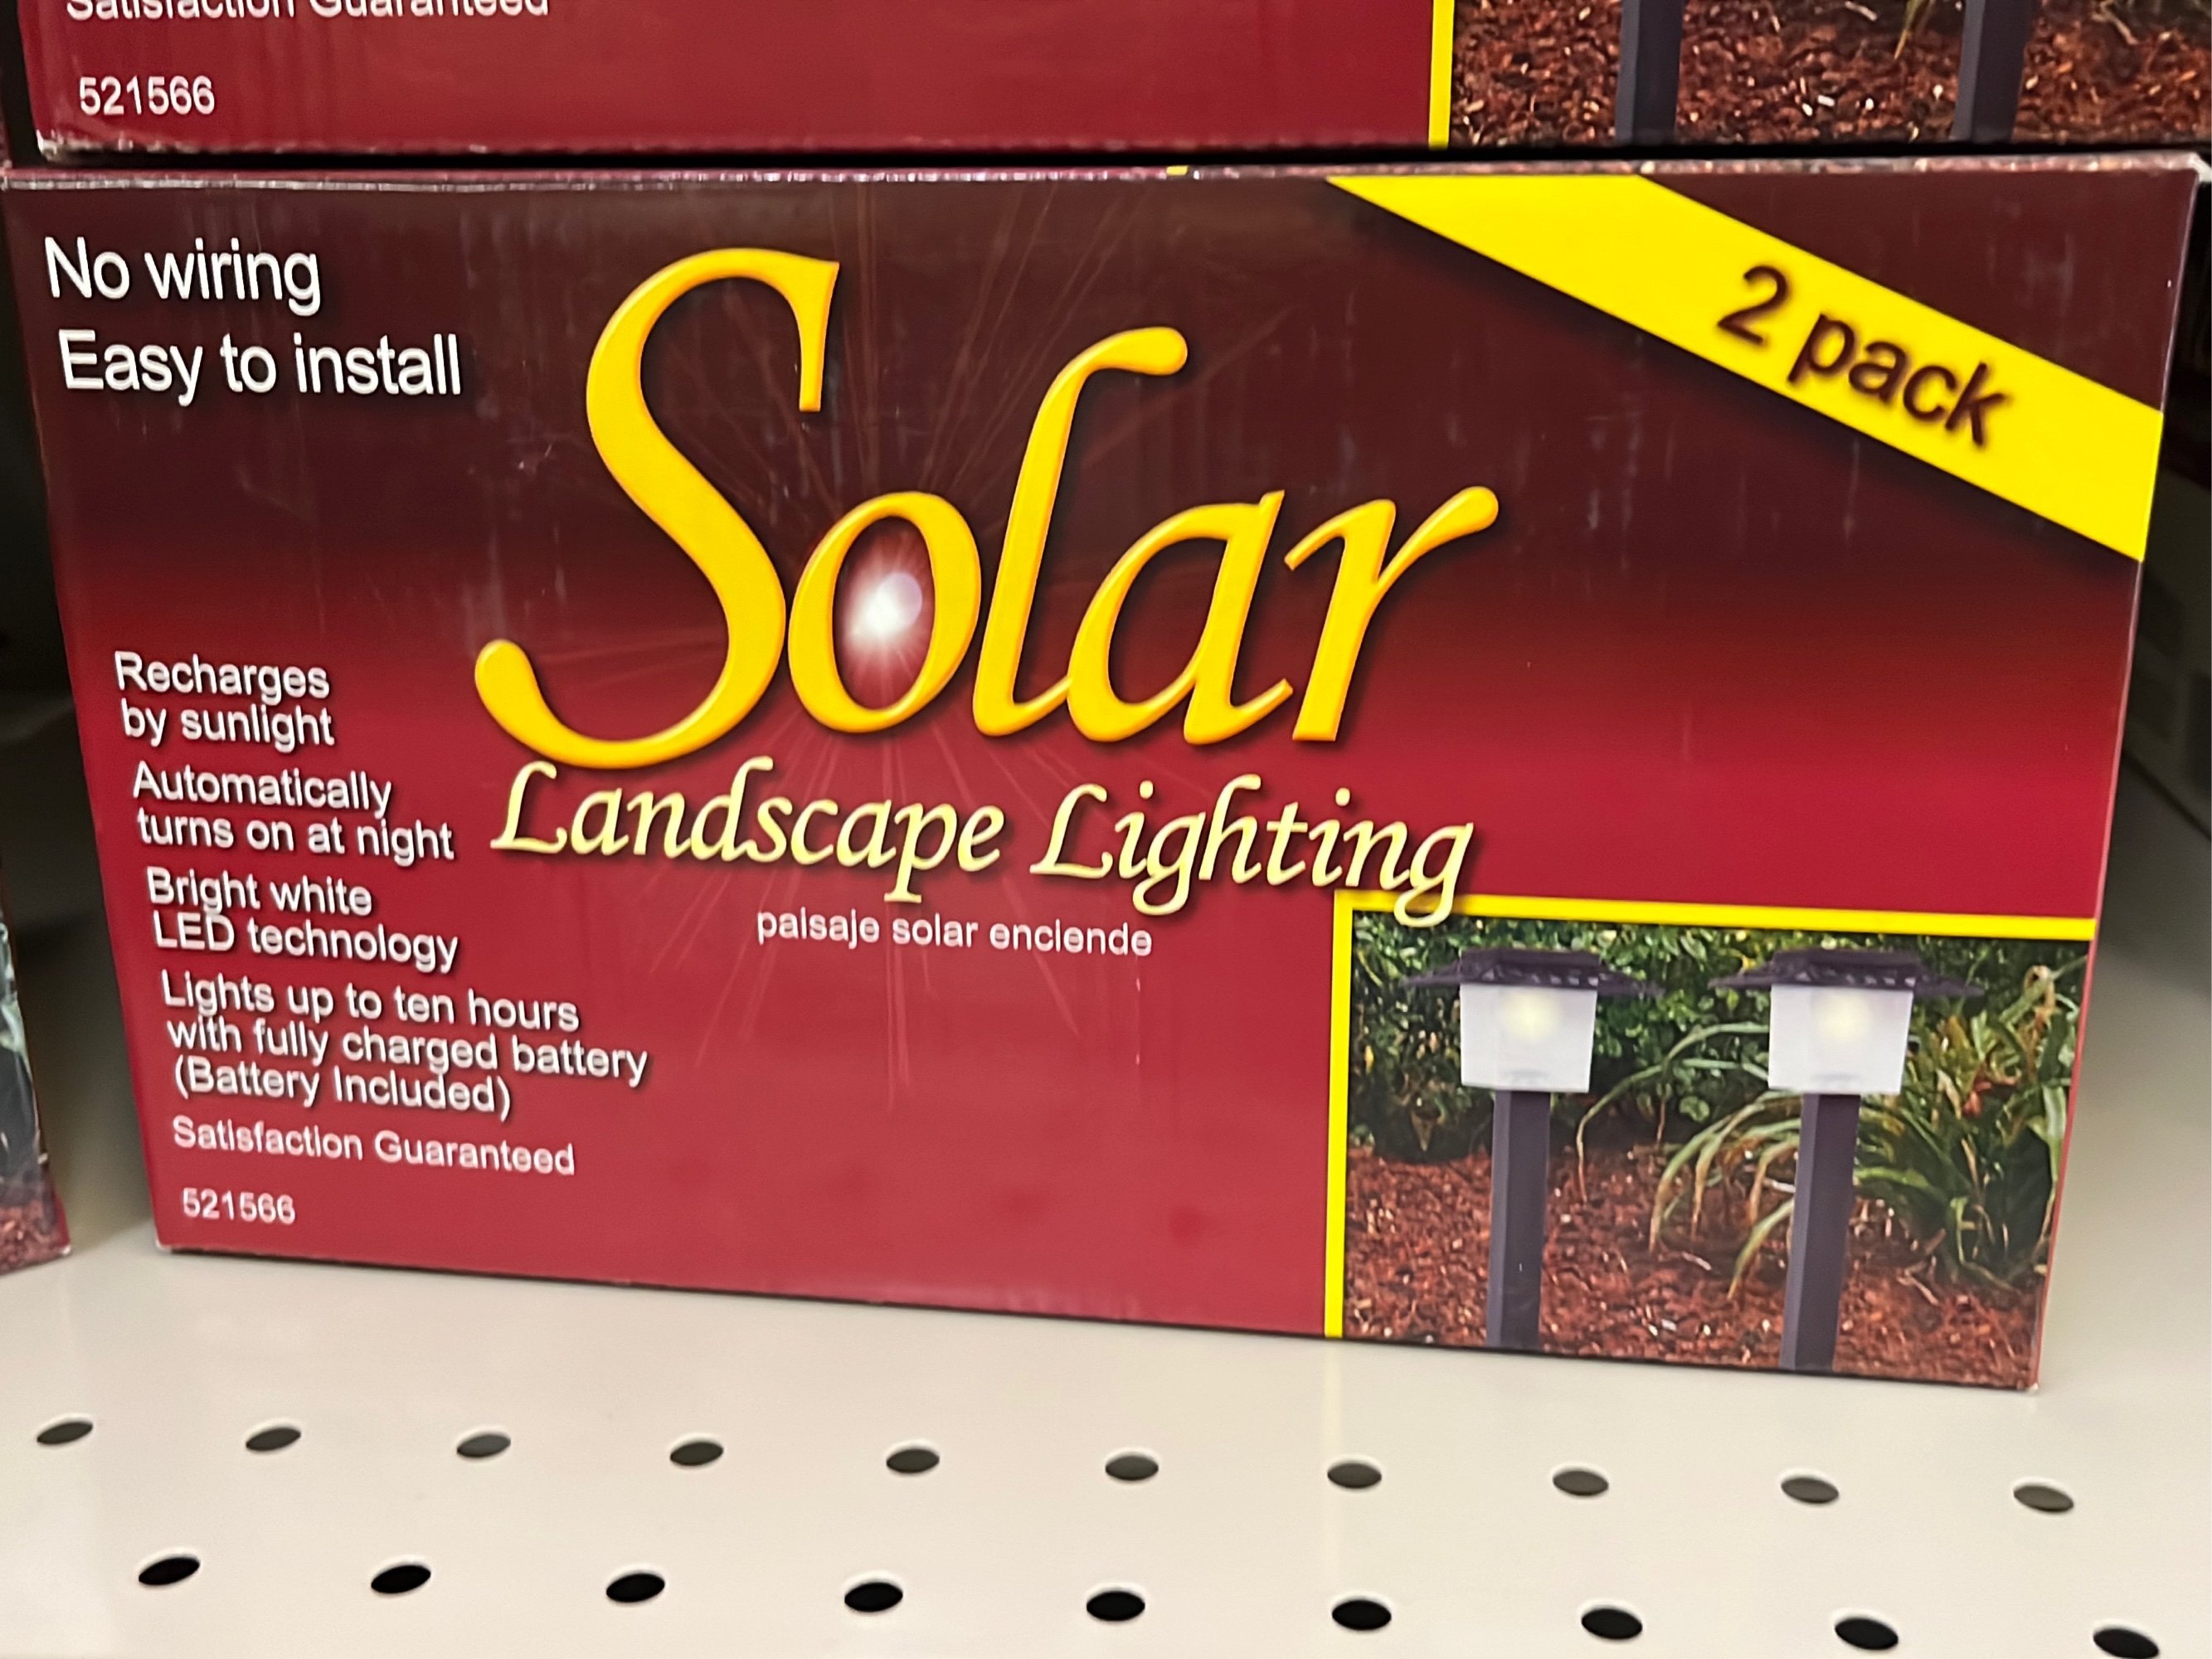 Satisfaction Guaranteed
521566
No wiring
Easy to install
2 pack
Solar
Landscape Lighting
paisaje solar enciende
Recharges
by sunlight
Automatically
turns on at night
Bright white
LED technology
Lights up to ten hours
with fully charged battery
(Battery Included)
Satisfaction Guaranteed
521566